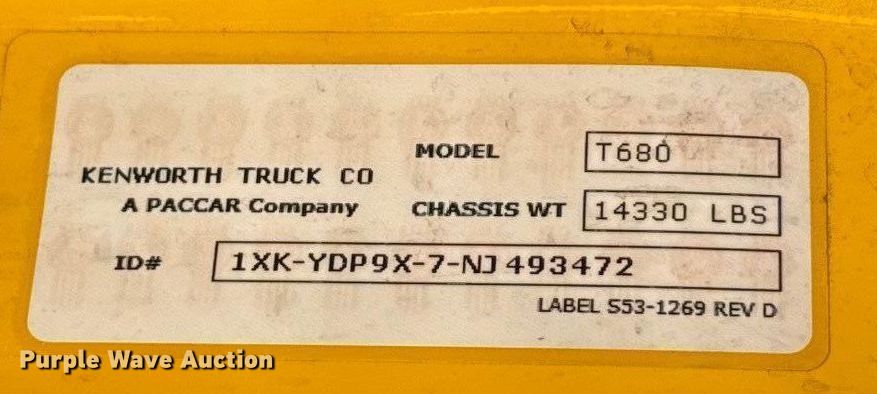 KENWORTH TRUCK CO
A PACCAR Company
MODEL T680
CHASSIS WT 14330 LBS
ID# 1XK-YDP9X-7-NJ493472
LABEL S53-1269 REV D
Purple Wave Auction